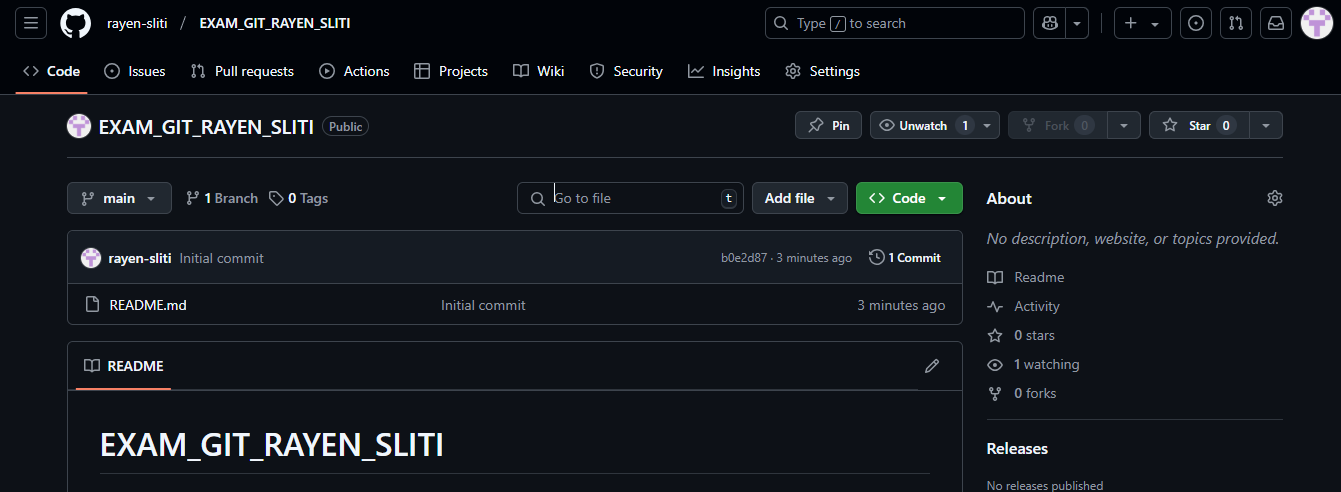 rayen-sliti / EXAM_GIT_RAYEN_SLITI Type / to search
Code Issues Pull requests Actions Projects Wiki Security Insights Settings
EXAM_GIT_RAYEN_SLITI Public Pin Unwatch 1 Fork 0 Star 0
main 1 Branch 0 Tags Go to file t Add file Code
rayen-sliti Initial commit b0e2d87 · 3 minutes ago 1 Commit
README.md Initial commit 3 minutes ago
README
EXAM_GIT_RAYEN_SLITI
About
No description, website, or topics provided.
Readme
Activity
0 stars
1 watching
0 forks
Releases
No releases published